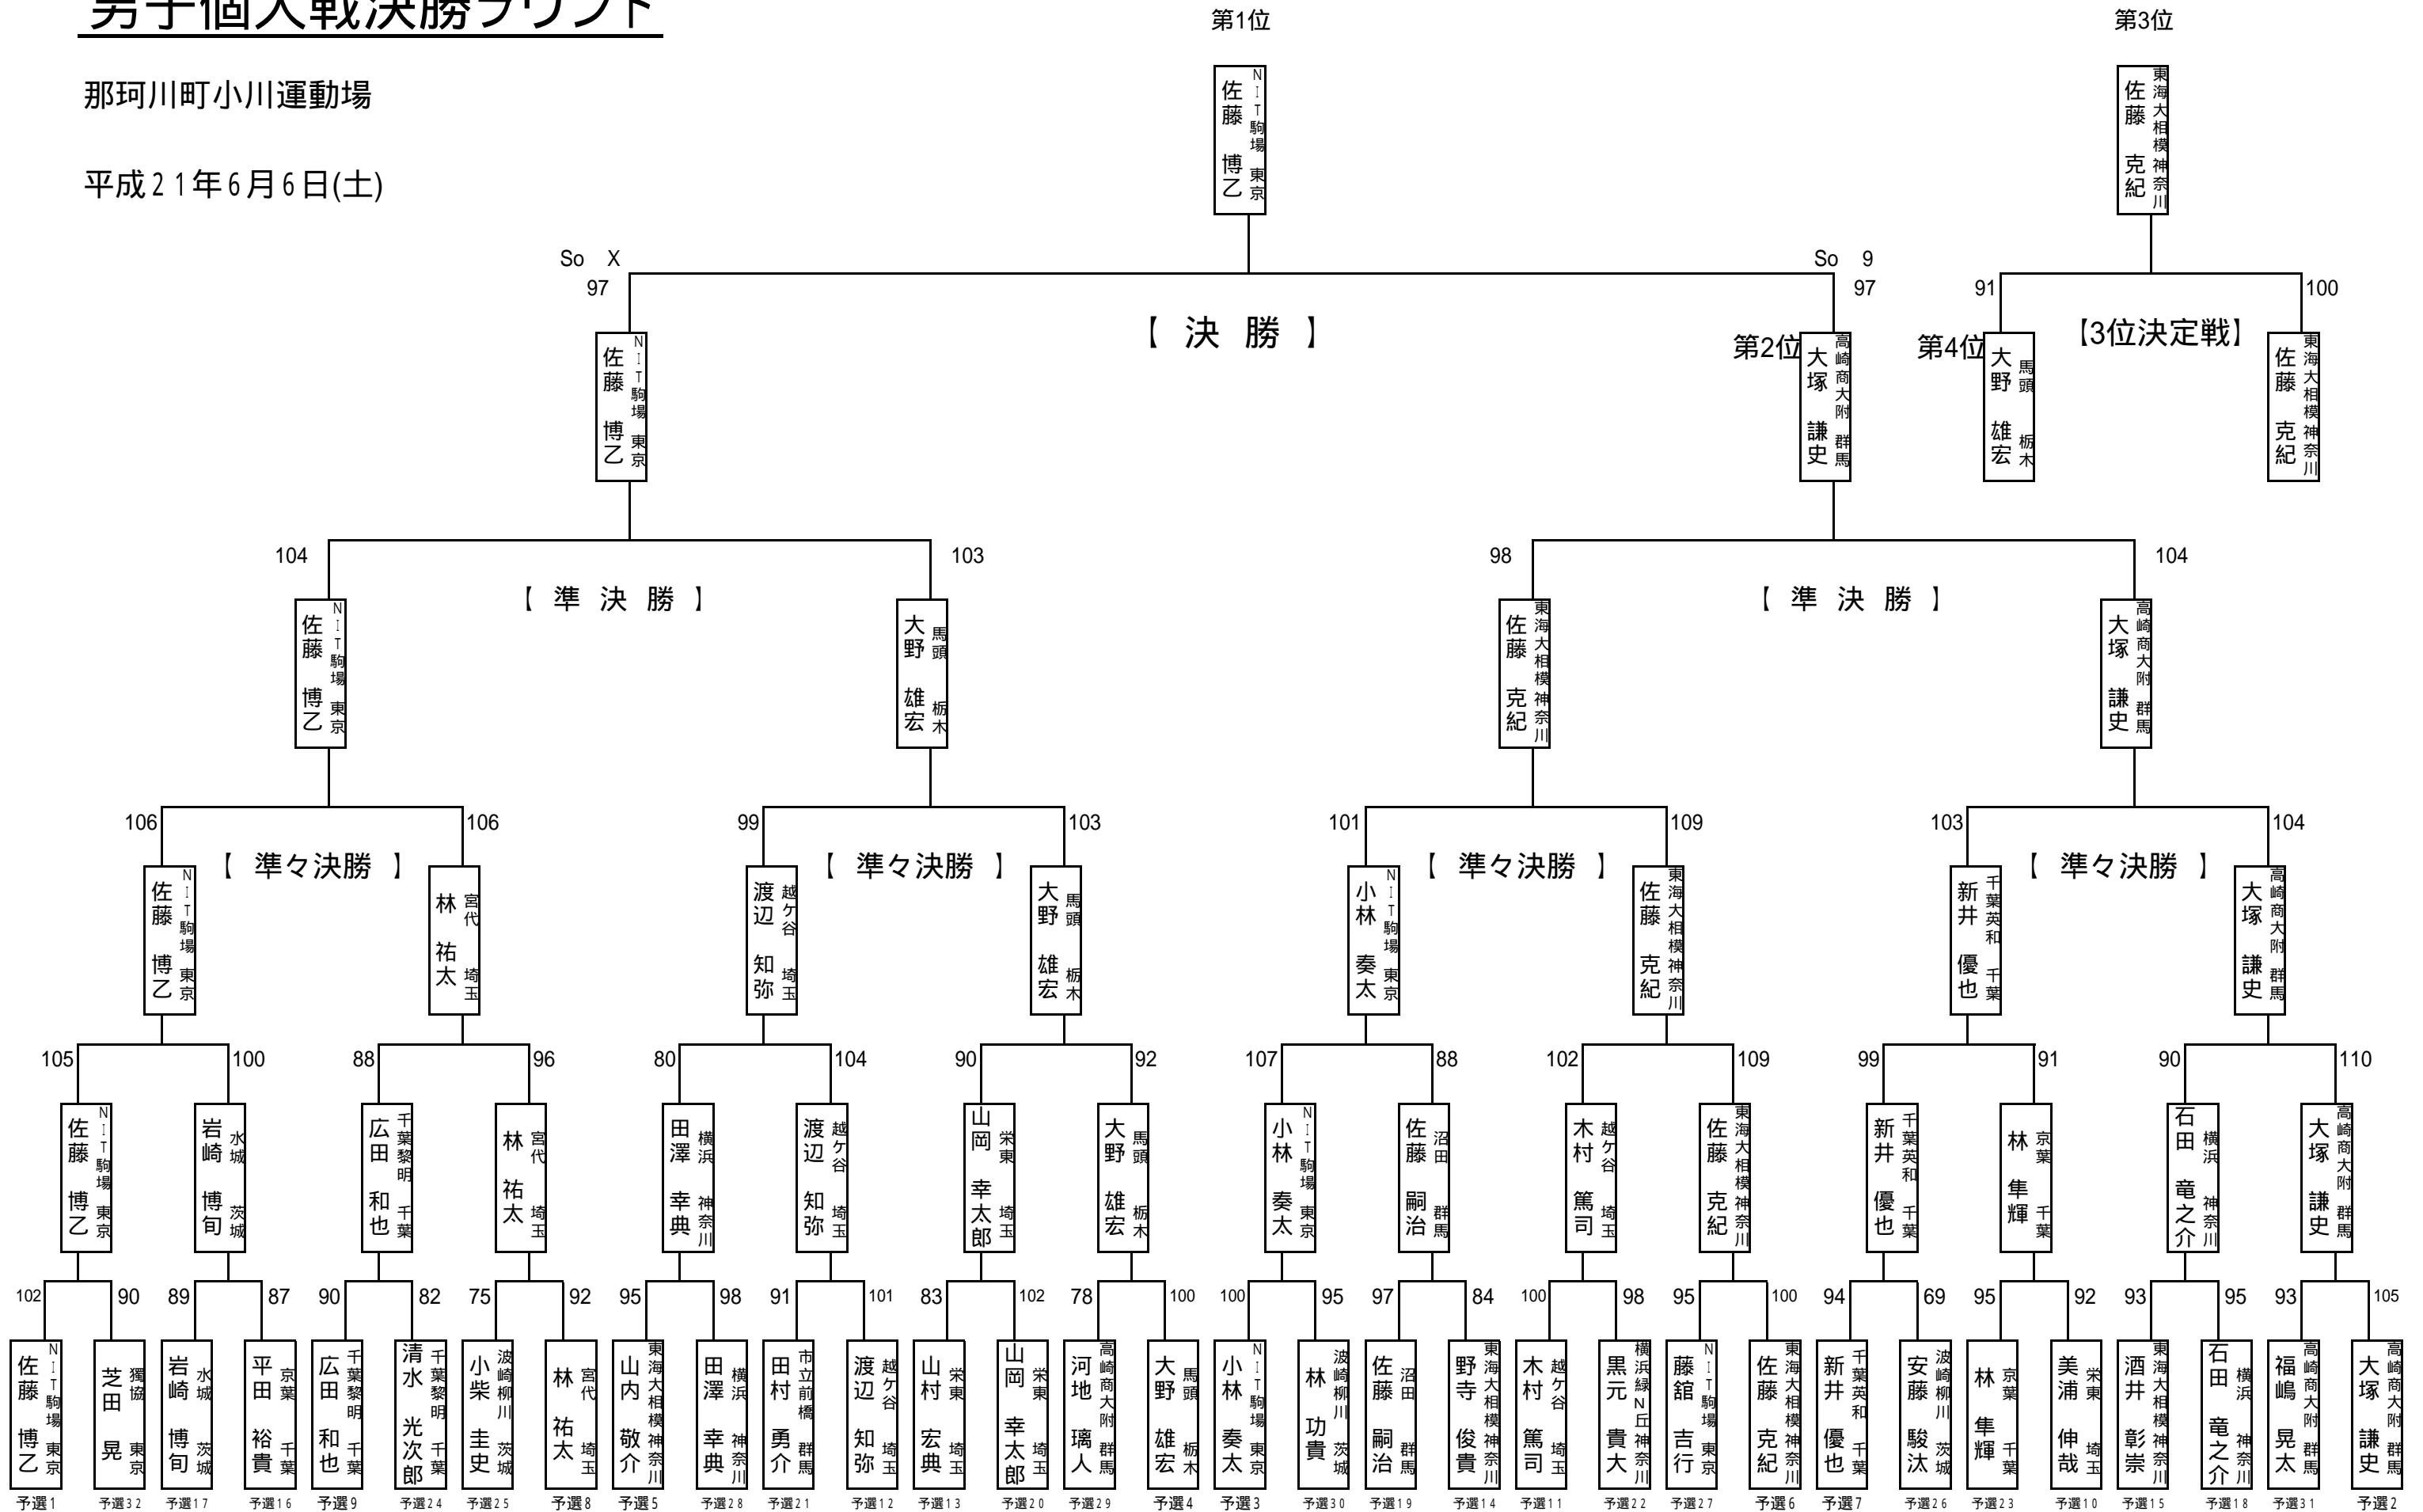 男子個人戦決勝ラウンド
第1位
第3位
那珂川町小川運動場
平成21年6月6日(土)
佐藤 博乙 NIT駒場 東京
佐藤 克紀 東海大相模 神奈川
So X
So 9
97
97
91
100
【 決 勝 】
【3位決定戦】
第2位
第4位
佐藤 博乙 NIT駒場 東京
大塚 謙史 高崎商大附 群馬
大野 雄宏 馬頭 栃木
佐藤 克紀 東海大相模 神奈川
104
103
98
104
【 準 決 勝 】
【 準 決 勝 】
佐藤 博乙 NIT駒場 東京
大野 雄宏 馬頭 栃木
佐藤 克紀 東海大相模 神奈川
大塚 謙史 高崎商大附 群馬
106
106
99
103
101
109
103
104
【 準々決勝 】
【 準々決勝 】
【 準々決勝 】
【 準々決勝 】
佐藤 博乙 NIT駒場 東京
林 祐太 宮代 埼玉
渡辺 知弥 越ケ谷 埼玉
大野 雄宏 馬頭 栃木
小林 奏太 NIT駒場 東京
佐藤 克紀 東海大相模 神奈川
新井 優也 千葉英和 千葉
大塚 謙史 高崎商大附 群馬
105
100
88
96
80
104
90
92
107
88
102
109
99
91
90
110
佐藤 博乙 NIT駒場 東京
岩崎 博旬 水城 茨城
広田 和也 千葉黎明 千葉
林 祐太 宮代 埼玉
田澤 幸典 横浜 神奈川
渡辺 知弥 越ケ谷 埼玉
山岡 幸太郎 栄東 埼玉
大野 雄宏 馬頭 栃木
小林 奏太 NIT駒場 東京
佐藤 嗣治 沼田 群馬
木村 篤司 越ケ谷 埼玉
佐藤 克紀 東海大相模 神奈川
新井 優也 千葉英和 千葉
林 隼輝 京葉 千葉
石田 竜之介 横浜 神奈川
大塚 謙史 高崎商大附 群馬
102
90
89
87
90
82
75
92
95
98
91
101
83
102
78
100
100
95
97
84
100
98
95
100
94
69
95
92
93
95
93
105
佐藤 博乙 NIT駒場 東京
芝田 晃 獨協 東京
岩崎 博旬 水城 茨城
平田 裕貴 京葉 千葉
広田 和也 千葉黎明 千葉
清水 光次郎 千葉黎明 千葉
小柴 圭史 波崎柳川 茨城
林 祐太 宮代 埼玉
山内 敬介 東海大相模 神奈川
田澤 幸典 横浜 神奈川
田村 勇介 市立前橋 群馬
渡辺 知弥 越ケ谷 埼玉
山村 宏典 栄東 埼玉
山岡 幸太郎 栄東 埼玉
河地 璃人 高崎商大附 群馬
大野 雄宏 馬頭 栃木
小林 奏太 NIT駒場 東京
林 功貴 波崎柳川 茨城
佐藤 嗣治 沼田 群馬
野寺 俊貴 東海大相模 神奈川
木村 篤司 越ケ谷 埼玉
黒元 貴大 横浜緑N丘 神奈川
藤舘 吉行 NIT駒場 東京
佐藤 克紀 東海大相模 神奈川
新井 優也 千葉英和 千葉
安藤 駿汰 波崎柳川 茨城
林 隼輝 京葉 千葉
美浦 伸哉 栄東 埼玉
酒井 彰崇 東海大相模 神奈川
石田 竜之介 横浜 神奈川
福嶋 晃太 高崎商大附 群馬
大塚 謙史 高崎商大附 群馬
予選1
予選32
予選17
予選16
予選9
予選24
予選25
予選8
予選5
予選28
予選21
予選12
予選13
予選20
予選29
予選4
予選3
予選30
予選19
予選14
予選11
予選22
予選27
予選6
予選7
予選26
予選23
予選10
予選15
予選18
予選31
予選2